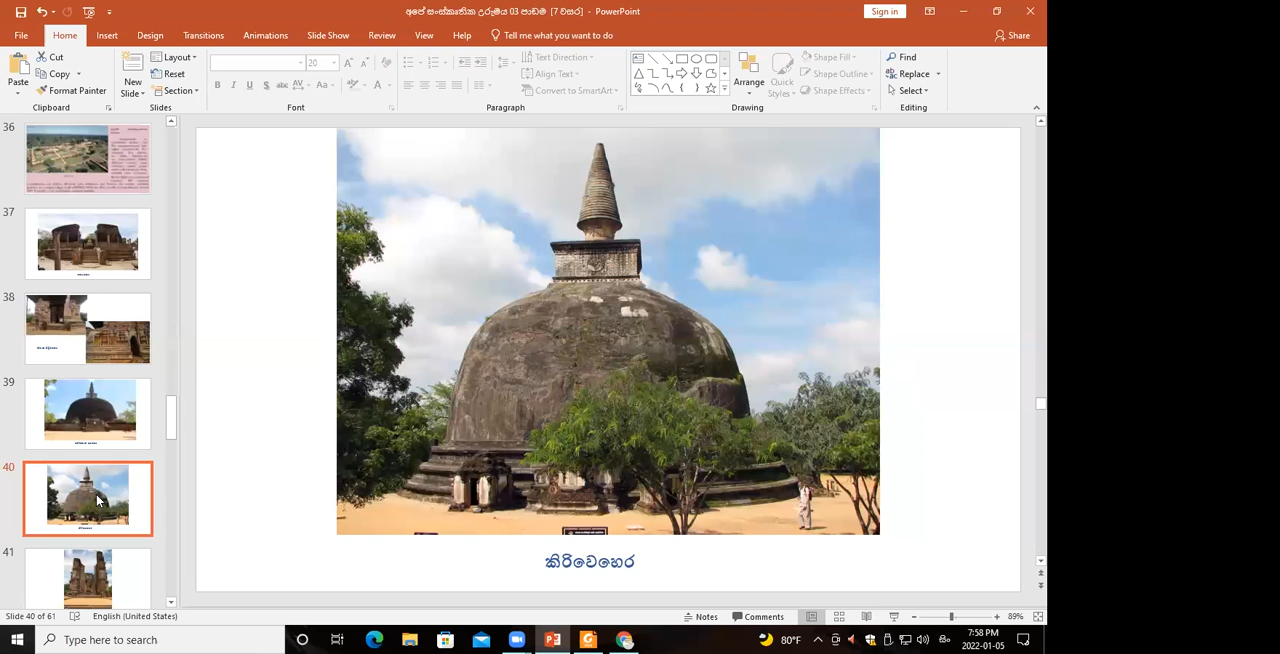 අපේ සංස්කෘතික උරුමය 03 පාඩම [7 වසර] - PowerPoint
Sign in
File Home Insert Design Transitions Animations Slide Show Review View Help Tell me what you want to do Share
Paste Cut Copy Format Painter Clipboard
New Slide Layout Reset Section Slides
20 B I U S abc AV Aa A Font
Text Direction Align Text Convert to SmartArt Paragraph
Arrange Quick Styles Shape Fill Shape Outline Shape Effects Drawing
Find Replace Select Editing
36
37
38
39
40
41
කිරිවෙහෙර
Slide 40 of 61 English (United States) Notes Comments 89%
Type here to search
80°F
සිං
7:58 PM
2022-01-05